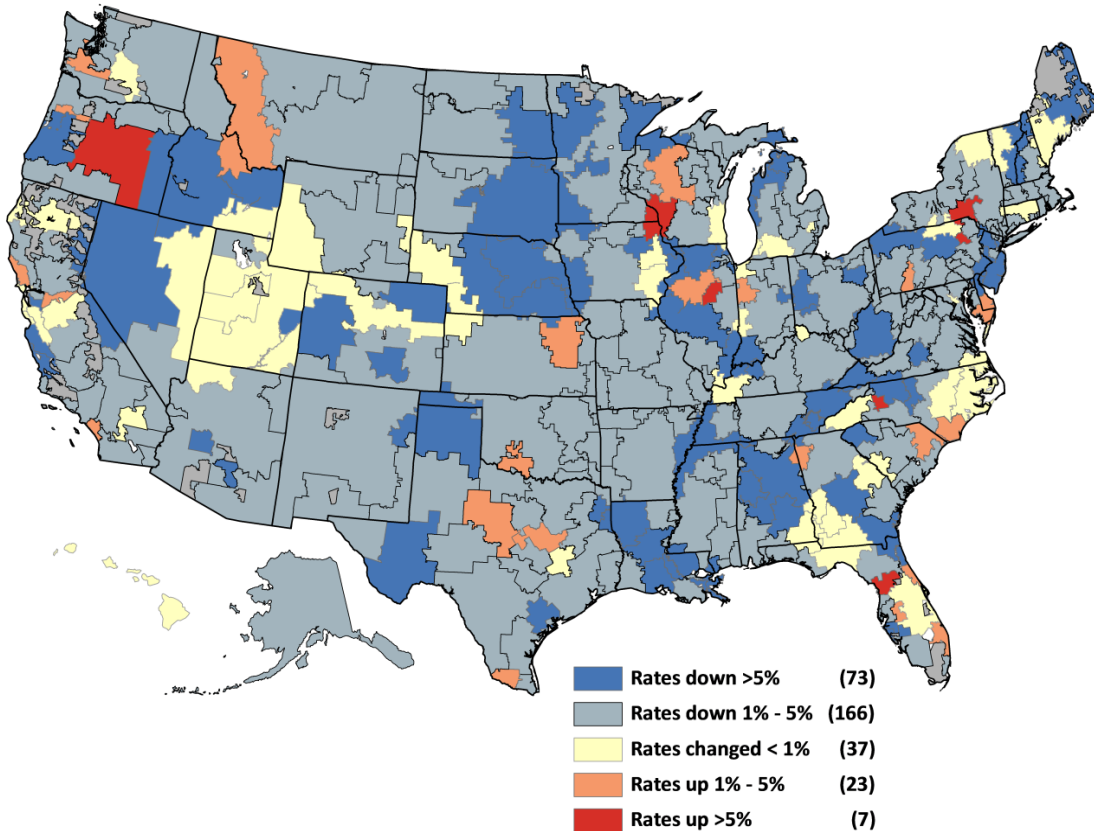 Rates down >5% (73)
Rates down 1% - 5% (166)
Rates changed < 1% (37)
Rates up 1% - 5% (23)
Rates up >5% (7)